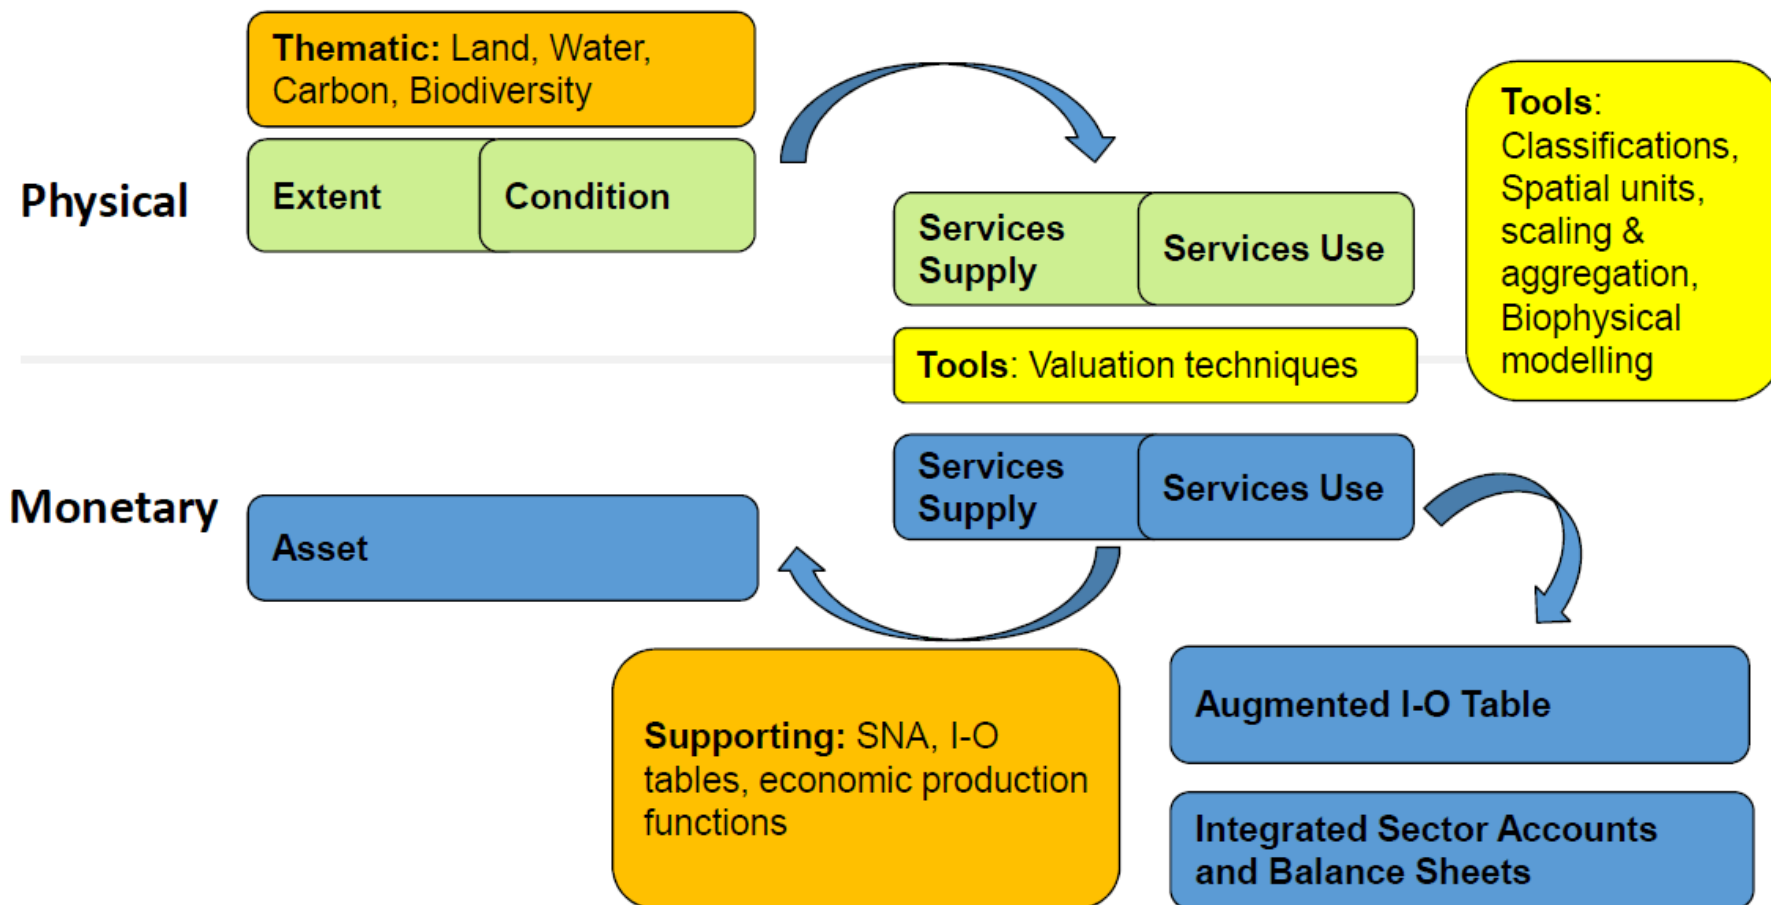 Thematic: Land, Water,
Carbon, Biodiversity
Physical
Extent
Condition
Services
Supply
Services Use
Tools:
Classifications,
Spatial units,
scaling &
aggregation,
Biophysical
modelling
Tools: Valuation techniques
Monetary
Asset
Services
Supply
Services Use
Supporting: SNA, I-O
tables, economic production
functions
Augmented I-O Table
Integrated Sector Accounts
and Balance Sheets